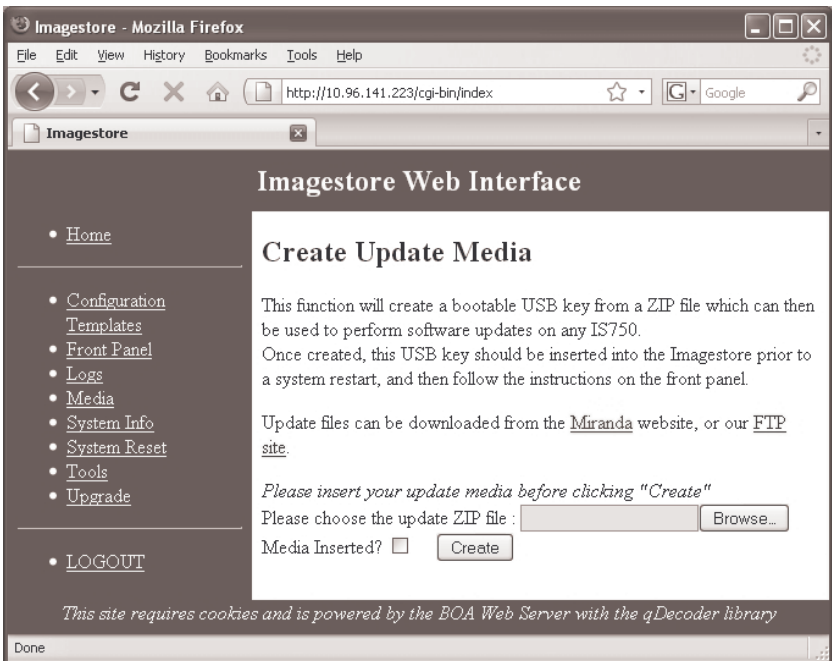 Imagestore - Mozilla Firefox
File Edit View History Bookmarks Tools Help
http://10.96.141.223/cgi-bin/index
G Google
Imagestore
Imagestore Web Interface
Home
Configuration
Templates
Front Panel
Logs
Media
System Info
System Reset
Tools
Upgrade
LOGOUT
Create Update Media
This function will create a bootable USB key from a ZIP file which can then
be used to perform software updates on any IS750.
Once created, this USB key should be inserted into the Imagestore prior to
a system restart, and then follow the instructions on the front panel.
Update files can be downloaded from the Miranda website, or our FTP
site.
Please insert your update media before clicking "Create"
Please choose the update ZIP file : Browse...
Media Inserted? Create
This site requires cookies and is powered by the BOA Web Server with the qDecoder library
Done